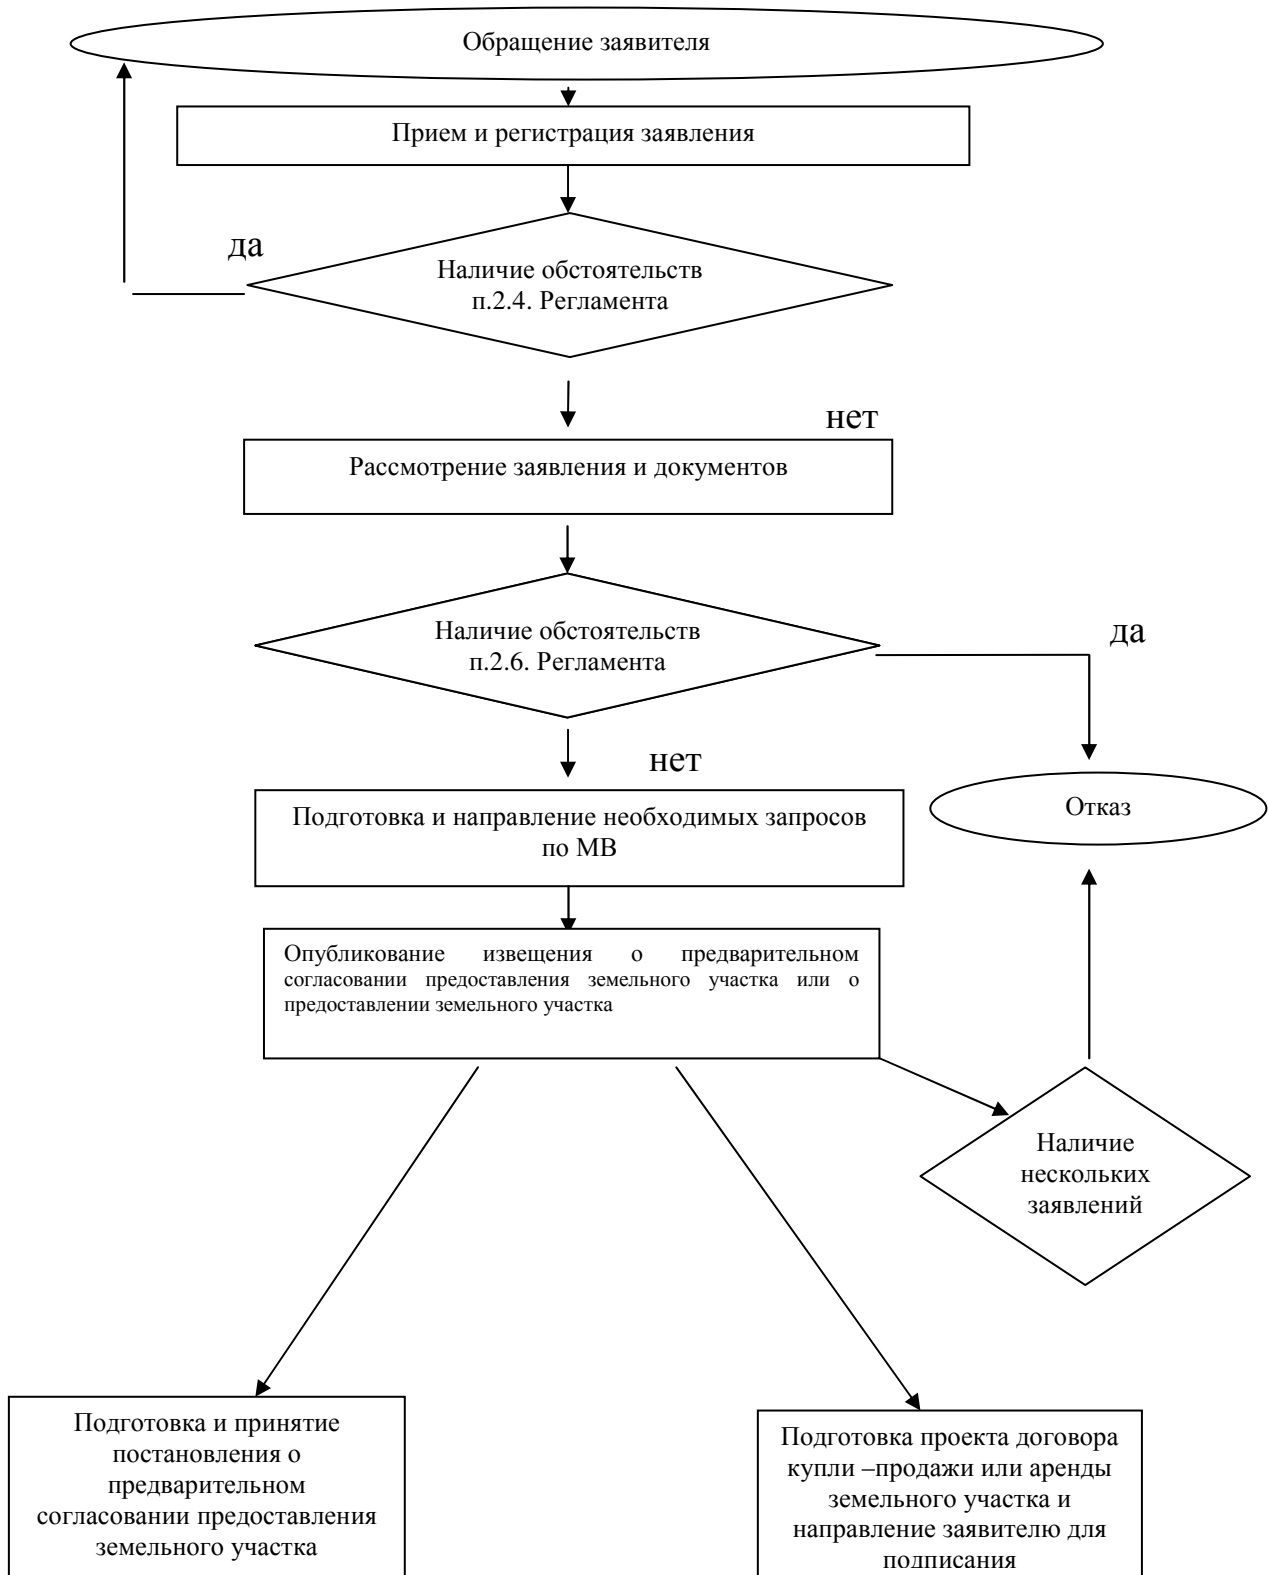 Обращение заявителя
Прием и регистрация заявления
да
Наличие обстоятельств
п.2.4. Регламента
нет
Рассмотрение заявления и документов
Наличие обстоятельств
п.2.6. Регламента
да
нет
Подготовка и направление необходимых запросов
по МВ
Отказ
Опубликование извещения о предварительном
согласовании предоставления земельного участка или о
предоставлении земельного участка
Наличие
нескольких
заявлений
Подготовка и принятие
постановления о
предварительном
согласовании предоставления
земельного участка
Подготовка проекта договора
купли –продажи или аренды
земельного участка и
направление заявителю для
подписания